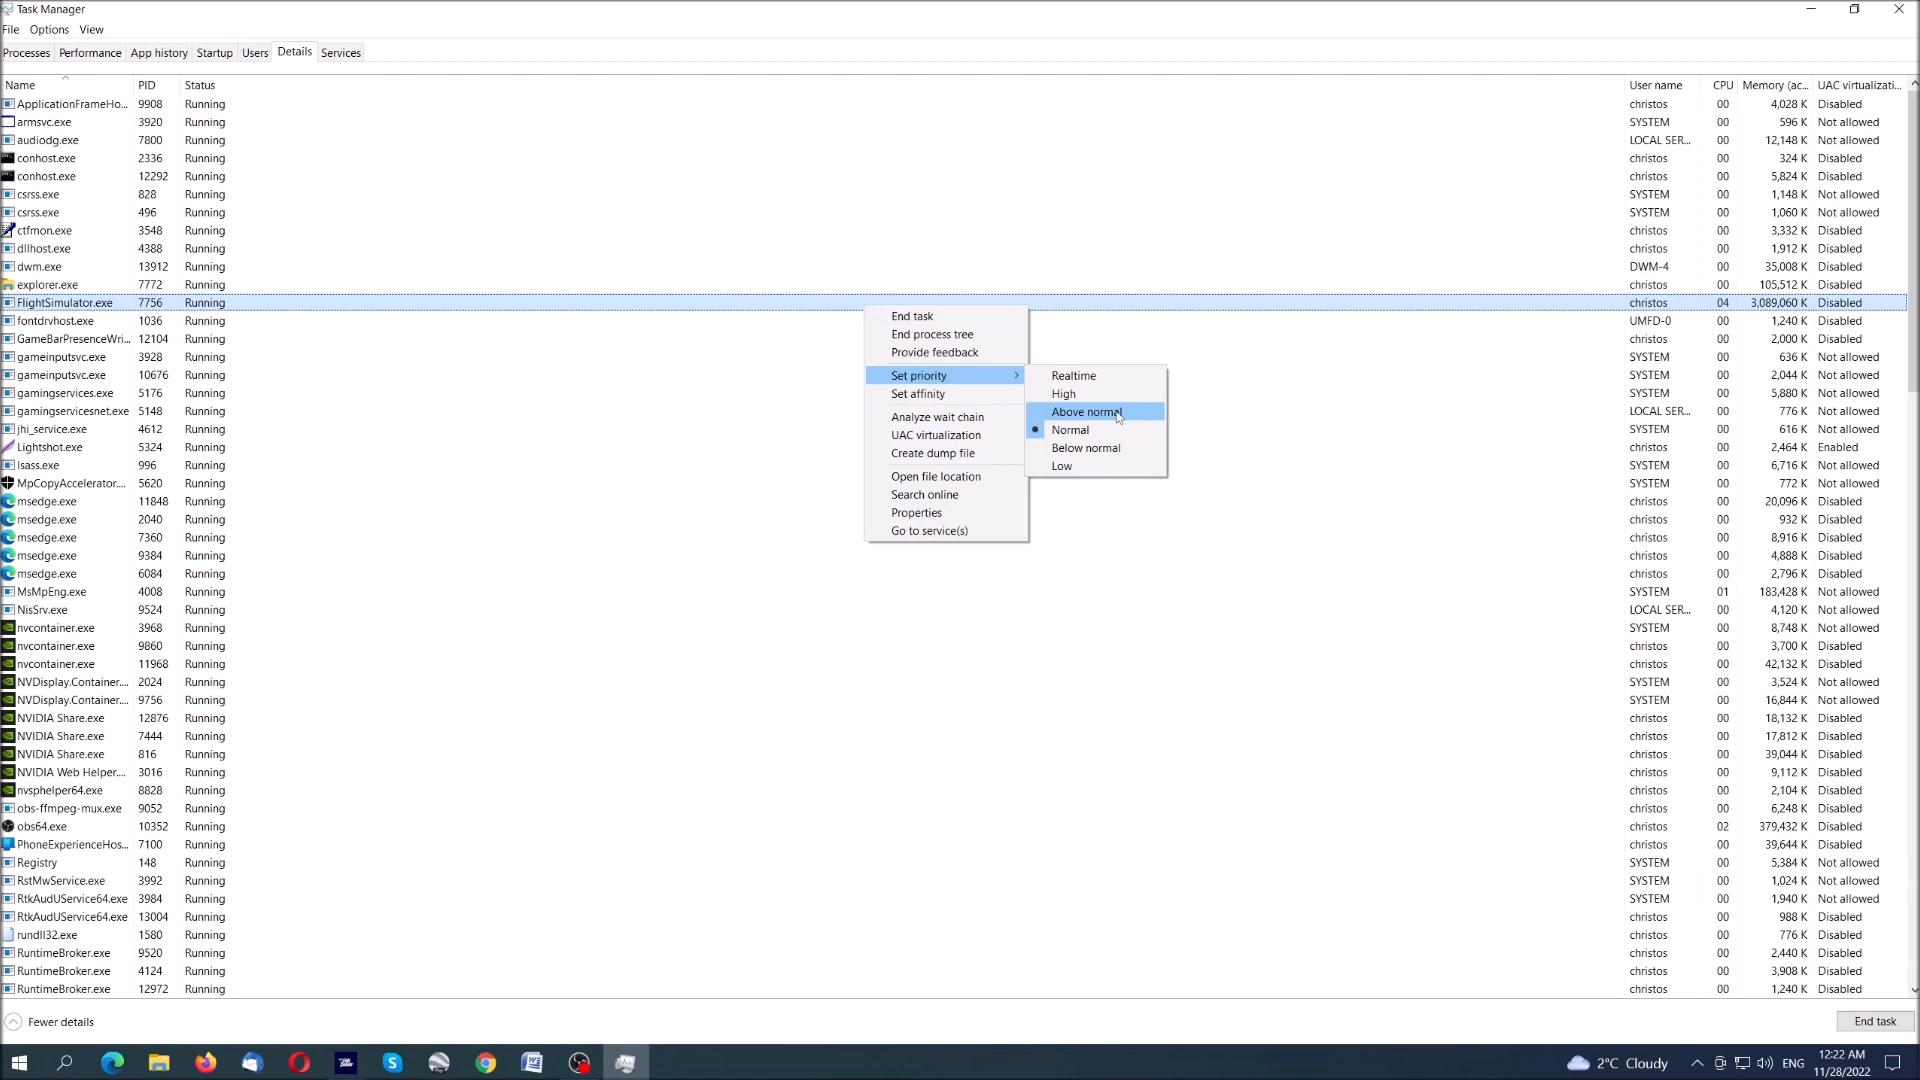 Task Manager
File Options View
Processes Performance App history Startup Users Details Services
Name PID Status User name CPU Memory (ac... UAC virtualizati...
ApplicationFrameHo... 9908 Running christos 00 4,028 K Disabled
armsvc.exe 3920 Running SYSTEM 00 596 K Not allowed
audiodg.exe 7800 Running LOCAL SER... 00 12,148 K Not allowed
conhost.exe 2336 Running christos 00 324 K Disabled
conhost.exe 12292 Running christos 00 5,824 K Disabled
csrss.exe 828 Running SYSTEM 00 1,148 K Not allowed
csrss.exe 496 Running SYSTEM 00 1,060 K Not allowed
ctfmon.exe 3548 Running christos 00 3,332 K Disabled
dllhost.exe 4388 Running christos 00 1,912 K Disabled
dwm.exe 13912 Running DWM-4 00 35,008 K Disabled
explorer.exe 7772 Running christos 00 105,512 K Disabled
FlightSimulator.exe 7756 Running christos 04 3,089,060 K Disabled
fontdrvhost.exe 1036 Running UMFD-0 00 1,240 K Disabled
GameBarPresenceWri... 12104 Running christos 00 2,000 K Disabled
gameinputsvc.exe 3928 Running SYSTEM 00 636 K Not allowed
gameinputsvc.exe 10676 Running SYSTEM 00 2,044 K Not allowed
gamingservices.exe 5176 Running SYSTEM 00 5,880 K Not allowed
gamingservicesnet.exe 5148 Running LOCAL SER... 00 776 K Not allowed
jhi_service.exe 4612 Running SYSTEM 00 616 K Not allowed
Lightshot.exe 5324 Running christos 00 2,464 K Enabled
lsass.exe 996 Running SYSTEM 00 6,716 K Not allowed
MpCopyAccelerator.... 5620 Running SYSTEM 00 772 K Not allowed
msedge.exe 11848 Running christos 00 20,096 K Disabled
msedge.exe 2040 Running christos 00 932 K Disabled
msedge.exe 7360 Running christos 00 8,916 K Disabled
msedge.exe 9384 Running christos 00 4,888 K Disabled
msedge.exe 6084 Running christos 00 2,796 K Disabled
MsMpEng.exe 4008 Running SYSTEM 01 183,428 K Not allowed
NisSrv.exe 9524 Running LOCAL SER... 00 4,120 K Not allowed
nvcontainer.exe 3968 Running SYSTEM 00 8,748 K Not allowed
nvcontainer.exe 9860 Running christos 00 3,700 K Disabled
nvcontainer.exe 11968 Running christos 00 42,132 K Disabled
NVDisplay.Container.... 2024 Running SYSTEM 00 3,524 K Not allowed
NVDisplay.Container.... 9756 Running SYSTEM 00 16,844 K Not allowed
NVIDIA Share.exe 12876 Running christos 00 18,132 K Disabled
NVIDIA Share.exe 7444 Running christos 00 17,812 K Disabled
NVIDIA Share.exe 816 Running christos 00 39,044 K Disabled
NVIDIA Web Helper.... 3016 Running christos 00 9,112 K Disabled
nvsphelper64.exe 8828 Running christos 00 2,104 K Disabled
obs-ffmpeg-mux.exe 9052 Running christos 00 6,248 K Disabled
obs64.exe 10352 Running christos 02 379,432 K Disabled
PhoneExperienceHos... 7100 Running christos 00 39,644 K Disabled
Registry 148 Running SYSTEM 00 5,384 K Not allowed
RstMwService.exe 3992 Running SYSTEM 00 1,024 K Not allowed
RtkAudUService64.exe 3984 Running SYSTEM 00 1,940 K Not allowed
RtkAudUService64.exe 13004 Running christos 00 988 K Disabled
rundll32.exe 1580 Running christos 00 776 K Disabled
RuntimeBroker.exe 9520 Running christos 00 2,440 K Disabled
RuntimeBroker.exe 4124 Running christos 00 3,908 K Disabled
RuntimeBroker.exe 12972 Running christos 00 1,240 K Disabled
End task
End process tree
Provide feedback
Set priority
Set affinity
Analyze wait chain
UAC virtualization
Create dump file
Open file location
Search online
Properties
Go to service(s)
Realtime
High
Above normal
Normal
Below normal
Low
Fewer details End task
2°C Cloudy ENG 12:22 AM
11/28/2022